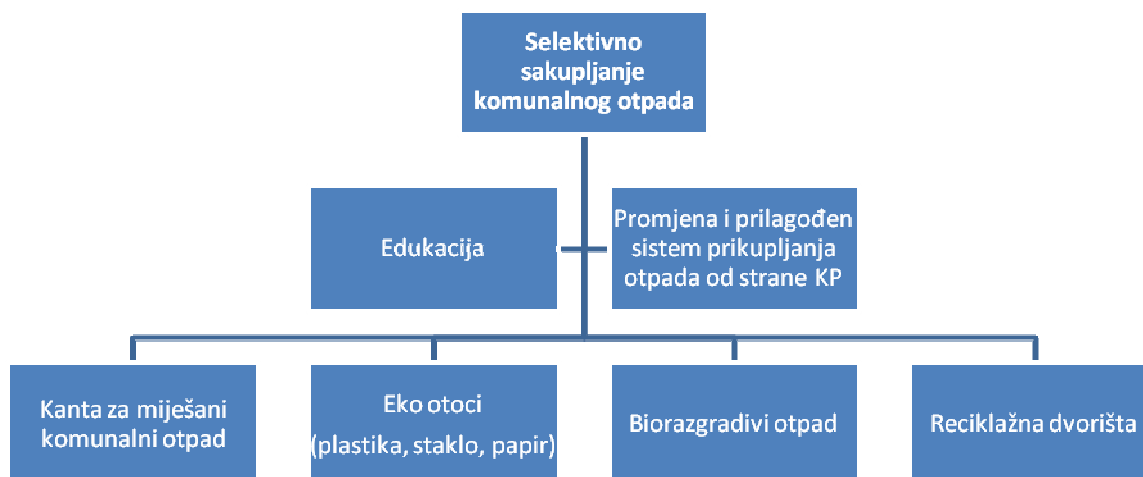 Selektivno
sakupljanje
komunalnog otpada
Edukacija
Promjena i prilagođen
sistem prikupljanja
otpada od strane KP
Kanta za miješani
komunalni otpad
Eko otoci
(plastika, staklo, papir)
Biorazgradivi otpad
Reciklažna dvorišta